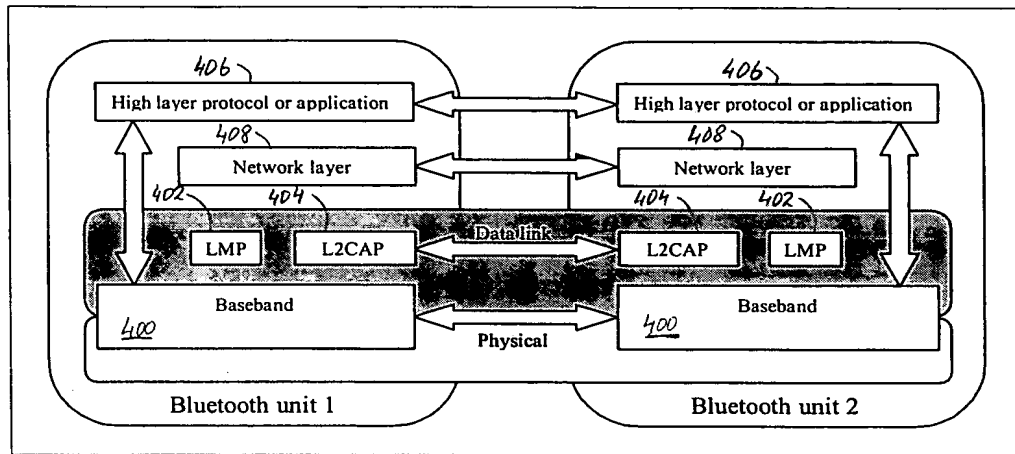 406 406
High layer protocol or application High layer protocol or application
408 408
Network layer Network layer
402 404 404 402
LMP L2CAP Data link L2CAP LMP
Baseband Baseband
400 Physical 400
Bluetooth unit 1 Bluetooth unit 2